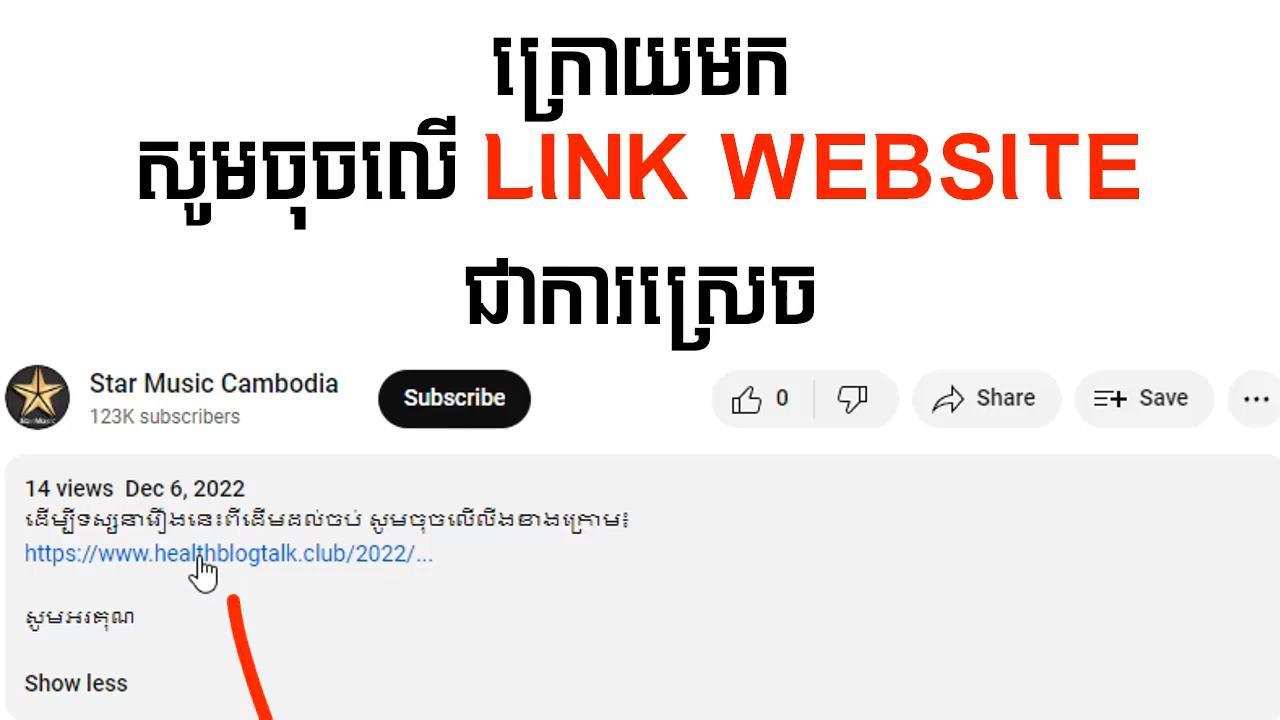 ក្រោយមក
សូមចុចលើ LINK WEBSITE
ជាការស្រេច
Star Music Cambodia
123K subscribers
Subscribe
0
Share
Save
14 views Dec 6, 2022
ដើម្បីទស្សនារឿងនេះពីដើមដល់ចប់ សូមចុចលើលីងខាងក្រោម៖
https://www.healthblogtalk.club/2022/...
សូមអរគុណ
Show less